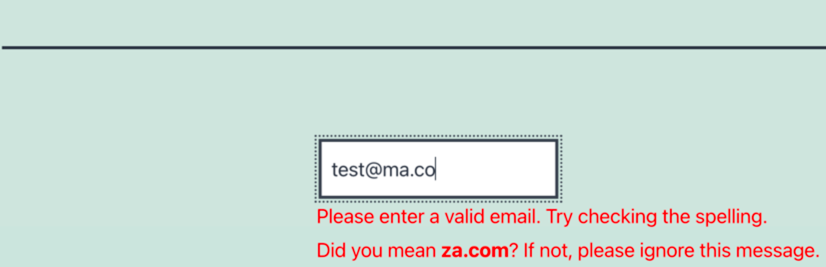 test@ma.co
Please enter a valid email. Try checking the spelling.
Did you mean za.com? If not, please ignore this message.